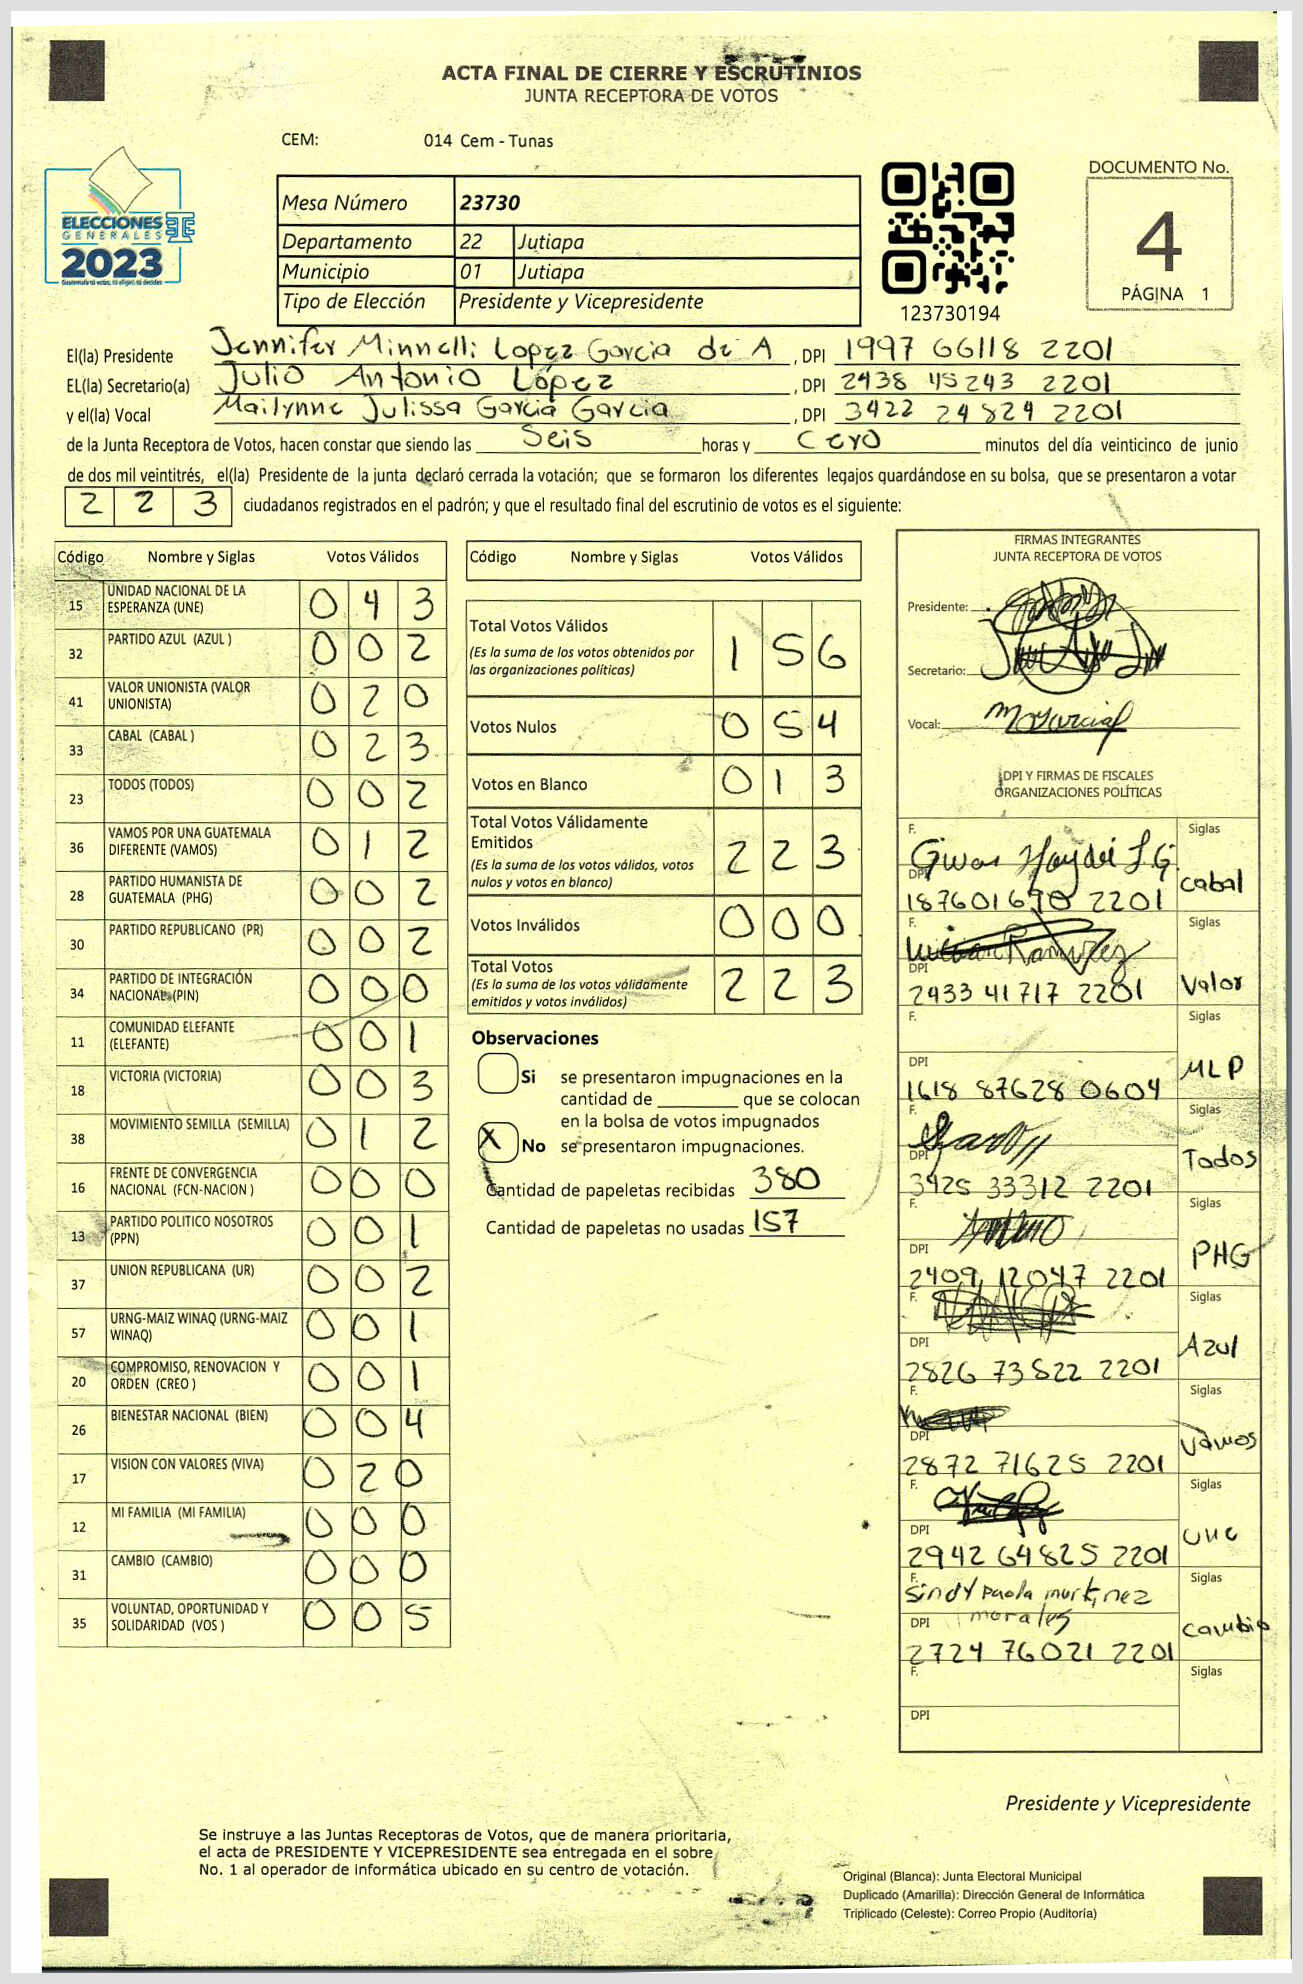 ACTA FINAL DE CIERRE Y ESCRUTINIOS
JUNTA RECEPTORA DE VOTOS
CEM: 014 Cem - Tunas
ELECCIONES
GENERALES
2023
Mesa Número 23730
Departamento 22 Jutiapa
Municipio 01 Jutiapa
Tipo de Elección Presidente y Vicepresidente
123730194
DOCUMENTO No.
4
PÁGINA 1
El(la) Presidente Jennifer Minnelli Lopez Garcia de A , DPI 1997 66118 2201
EL(la) Secretario(a) Julio Antonio López , DPI 2438 45243 2201
y el(la) Vocal Mailynne Julissa Garcia Garcia , DPI 3422 24824 2201
de la Junta Receptora de Votos, hacen constar que siendo las Seis horas y Cero minutos del día veinticinco de junio
de dos mil veintitrés, el(la) Presidente de la junta declaró cerrada la votación; que se formaron los diferentes legajos quardándose en su bolsa, que se presentaron a votar
2 2 3 ciudadanos registrados en el padrón; y que el resultado final del escrutinio de votos es el siguiente:
Código Nombre y Siglas Votos Válidos
15 UNIDAD NACIONAL DE LA ESPERANZA (UNE) 0 4 3
32 PARTIDO AZUL (AZUL ) 0 0 2
41 VALOR UNIONISTA (VALOR UNIONISTA) 0 2 0
33 CABAL (CABAL ) 0 2 3
23 TODOS (TODOS) 0 0 2
36 VAMOS POR UNA GUATEMALA DIFERENTE (VAMOS) 0 1 2
28 PARTIDO HUMANISTA DE GUATEMALA (PHG) 0 0 2
30 PARTIDO REPUBLICANO (PR) 0 0 2
34 PARTIDO DE INTEGRACIÓN NACIONAL (PIN) 0 0 0
11 COMUNIDAD ELEFANTE (ELEFANTE) 0 0 1
18 VICTORIA (VICTORIA) 0 0 3
38 MOVIMIENTO SEMILLA (SEMILLA) 0 1 2
16 FRENTE DE CONVERGENCIA NACIONAL (FCN-NACION ) 0 0 0
13 PARTIDO POLITICO NOSOTROS (PPN) 0 0 1
37 UNION REPUBLICANA (UR) 0 0 2
57 URNG-MAIZ WINAQ (URNG-MAIZ WINAQ) 0 0 1
20 COMPROMISO, RENOVACION Y ORDEN (CREO ) 0 0 1
26 BIENESTAR NACIONAL (BIEN) 0 0 4
17 VISION CON VALORES (VIVA) 0 2 0
12 MI FAMILIA (MI FAMILIA) 0 0 0
31 CAMBIO (CAMBIO) 0 0 0
35 VOLUNTAD, OPORTUNIDAD Y SOLIDARIDAD (VOS ) 0 0 5
Código Nombre y Siglas Votos Válidos
Total Votos Válidos 1 5 6
(Es la suma de los votos obtenidos por
las organizaciones políticas)
Votos Nulos 0 5 4
Votos en Blanco 0 1 3
Total Votos Válidamente
Emitidos 2 2 3
(Es la suma de los votos válidos, votos
nulos y votos en blanco)
Votos Inválidos 0 0 0
Total Votos 2 2 3
(Es la suma de los votos válidamente
emitidos y votos inválidos)
Observaciones
Si se presentaron impugnaciones en la
cantidad de ________ que se colocan
en la bolsa de votos impugnados
X No se presentaron impugnaciones.
Cantidad de papeletas recibidas 380
Cantidad de papeletas no usadas 157
FIRMAS INTEGRANTES
JUNTA RECEPTORA DE VOTOS
Presidente:
Secretario:
Vocal:
DPI Y FIRMAS DE FISCALES
ORGANIZACIONES POLÍTICAS
F. Siglas
DPI 187601690 2201 cabal
F. Ramirez Siglas
DPI 2433 41717 2201 Valor
F. Siglas
DPI 1618 87628 0604 MLP
F. Siglas
DPI 3425 33312 2201 Todos
F. Siglas
DPI 2409 12047 2201 PHG
F. Siglas
DPI 2826 73822 2201 Azul
F. Siglas
DPI 2872 71625 2201 Vamos
F. Siglas
DPI 2942 64825 2201 une
F. Sindy Paola martinez morales Siglas
DPI 2724 76021 2201 cambio
F. Siglas
DPI
Presidente y Vicepresidente
Se instruye a las Juntas Receptoras de Votos, que de manera prioritaria,
el acta de PRESIDENTE Y VICEPRESIDENTE sea entregada en el sobre
No. 1 al operador de informática ubicado en su centro de votación.
Original (Blanca): Junta Electoral Municipal
Duplicado (Amarilla): Dirección General de Informática
Triplicado (Celeste): Correo Propio (Auditoría)